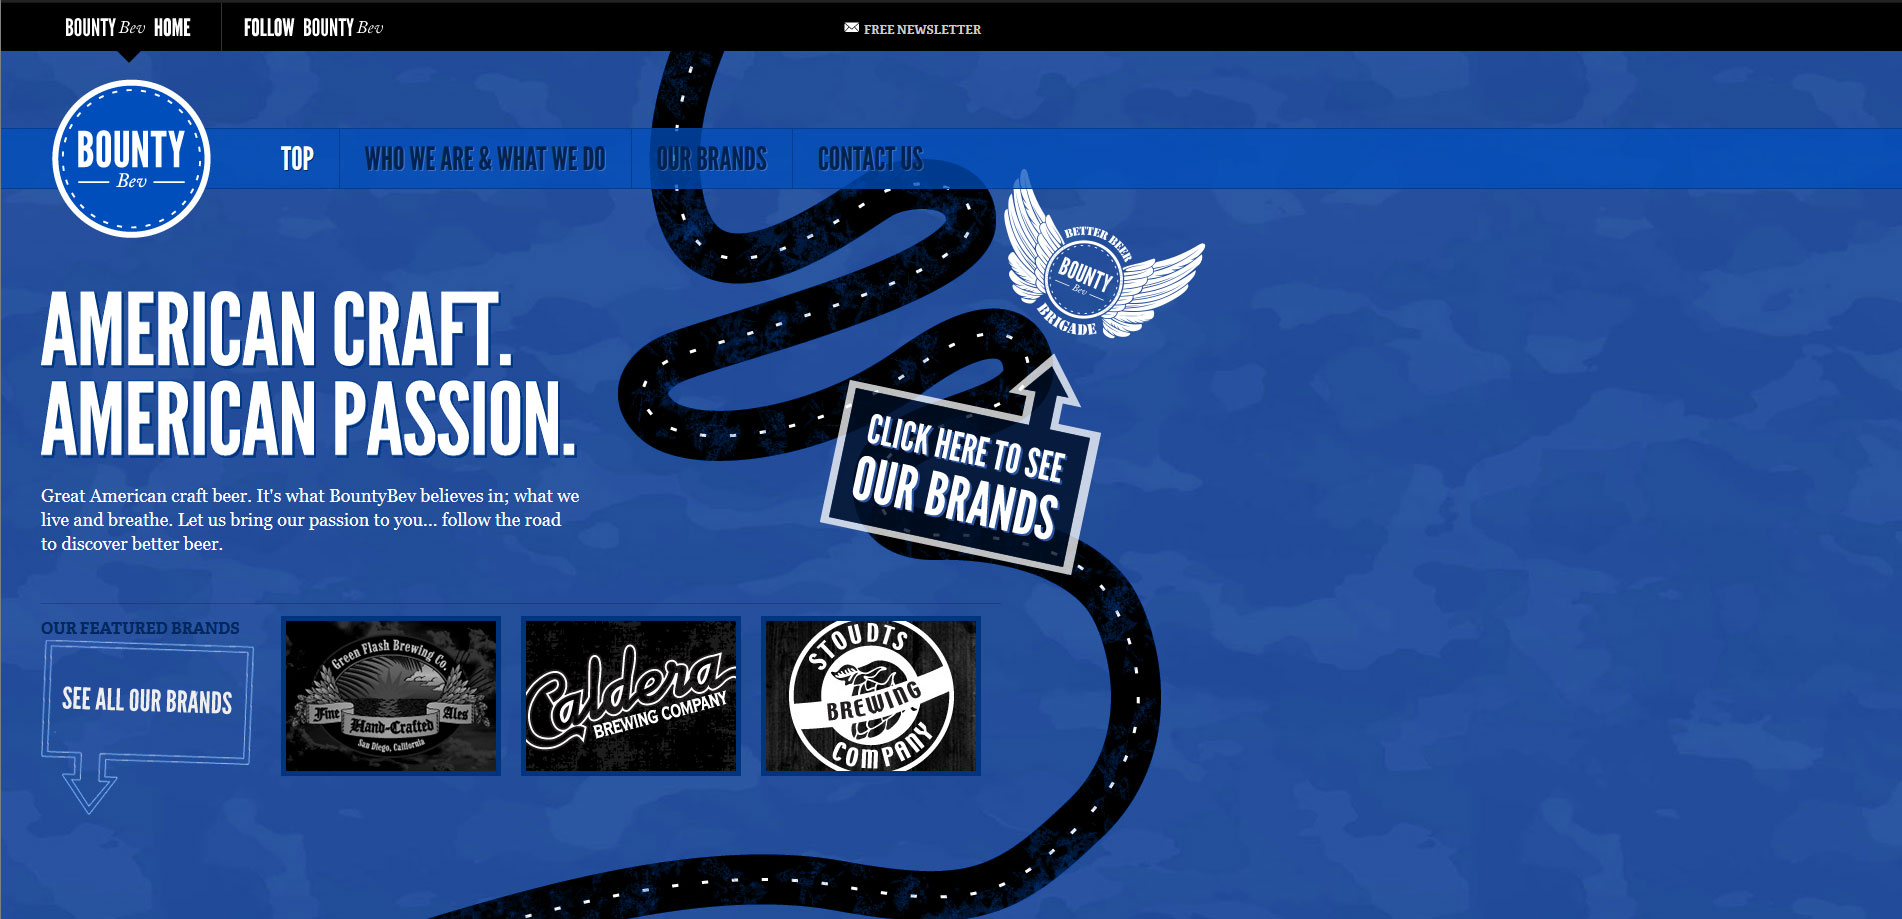 BOUNTY Bev HOME
FOLLOW BOUNTY Bev
FREE NEWSLETTER
BOUNTY
Bev
TOP
WHO WE ARE & WHAT WE DO
OUR BRANDS
CONTACT US
BETTER BEER
BOUNTY
Bev
BRIGADE
AMERICAN CRAFT.
AMERICAN PASSION.
CLICK HERE TO SEE
OUR BRANDS
Great American craft beer. It's what BountyBev believes in; what we
live and breathe. Let us bring our passion to you... follow the road
to discover better beer.
OUR FEATURED BRANDS
SEE ALL OUR BRANDS
Green Flash Brewing Co.
Fine Hand-Crafted Ales
San Diego, California
Caldera
BREWING COMPANY
STOUDTS
BREWING
COMPANY